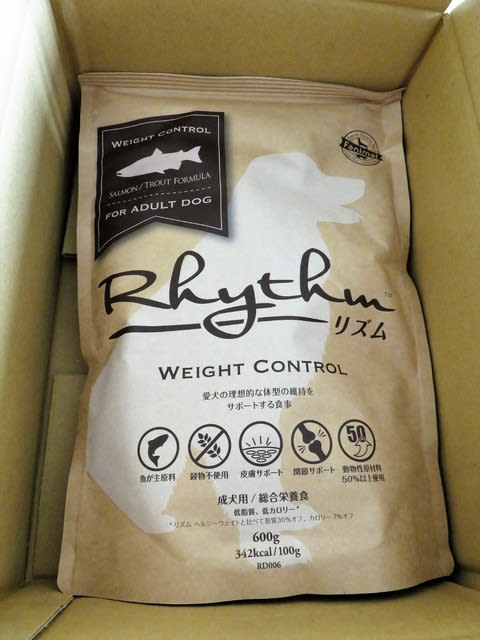 WEIGHT CONTROL
SALMON/TROUT FORMULA
FOR ADULT DOG
Fanimal
Rhythm™
リズム
WEIGHT CONTROL
愛犬の理想的な体型の維持を
サポートする食事
50
魚が主原料
穀物不使用
皮膚サポート
関節サポート
動物性原材料
50%以上使用
成犬用/総合栄養食
低脂質、低カロリー*
*リズム ヘルシーウェイトと比べて脂質30%オフ、カロリー7%オフ
600g
342kcal/100g
RD006